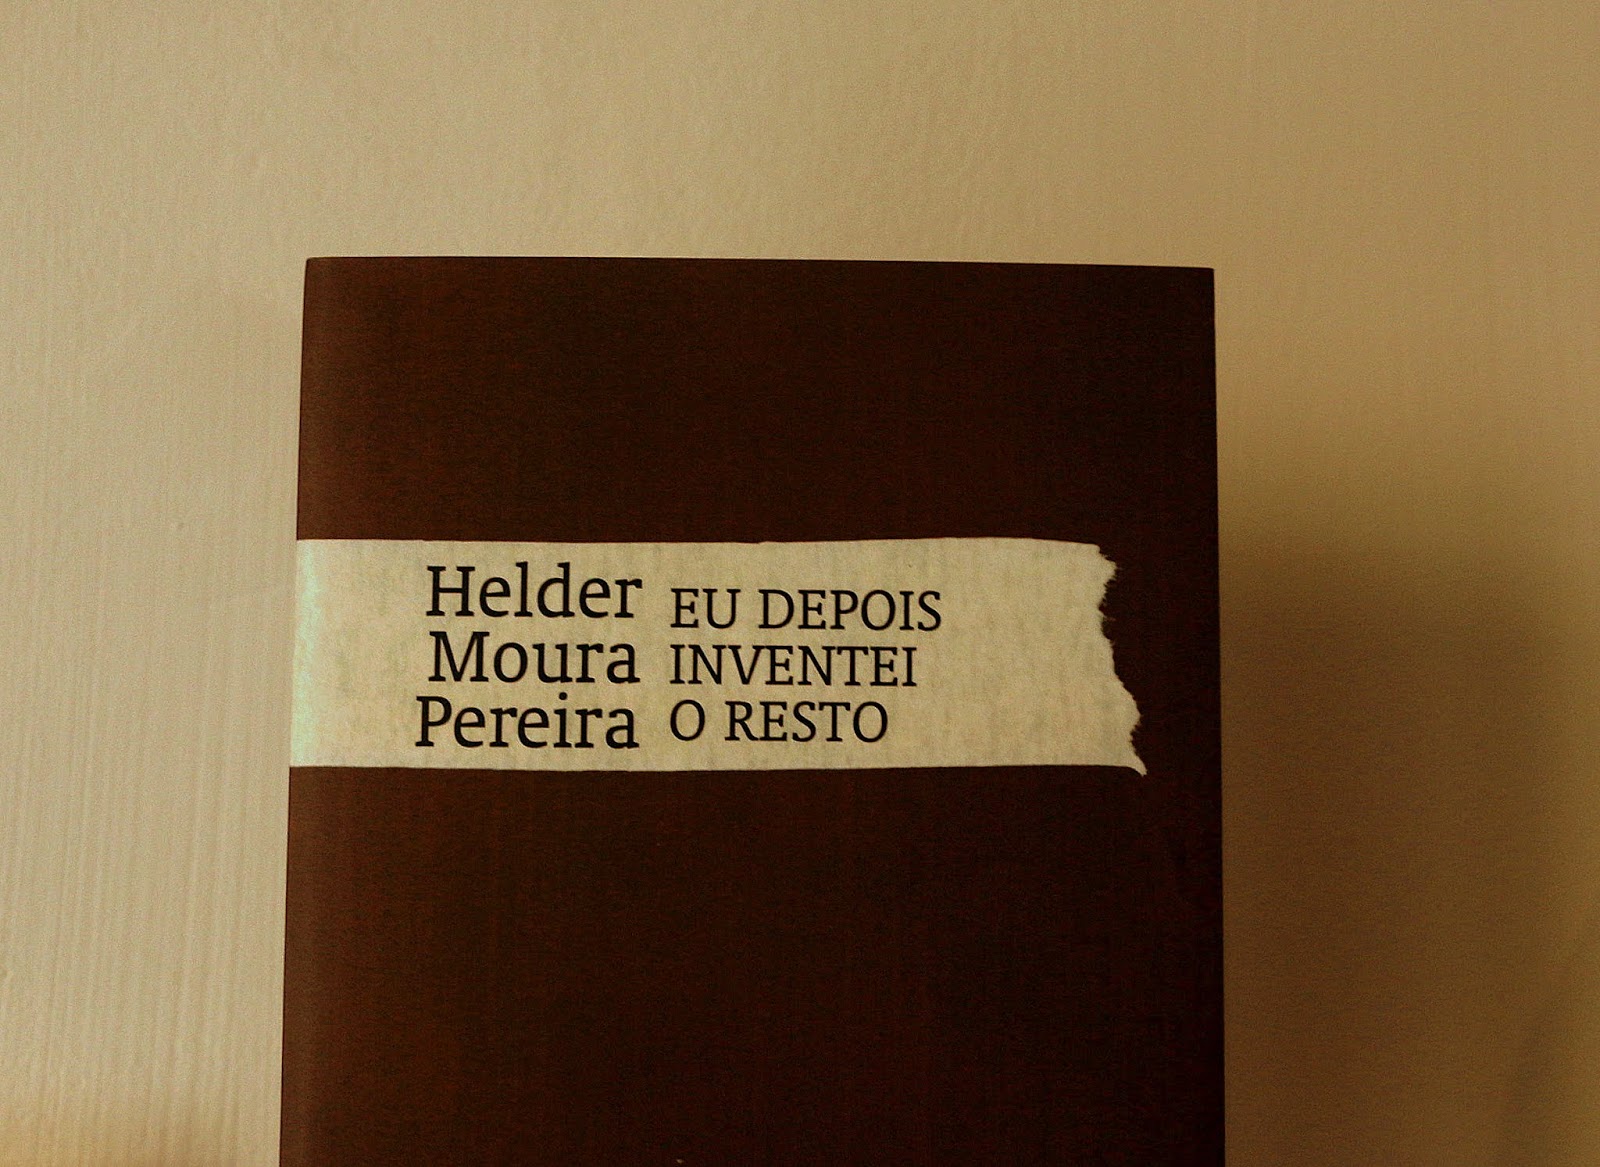 Helder
Moura
Pereira
EU DEPOIS
INVENTEI
O RESTO